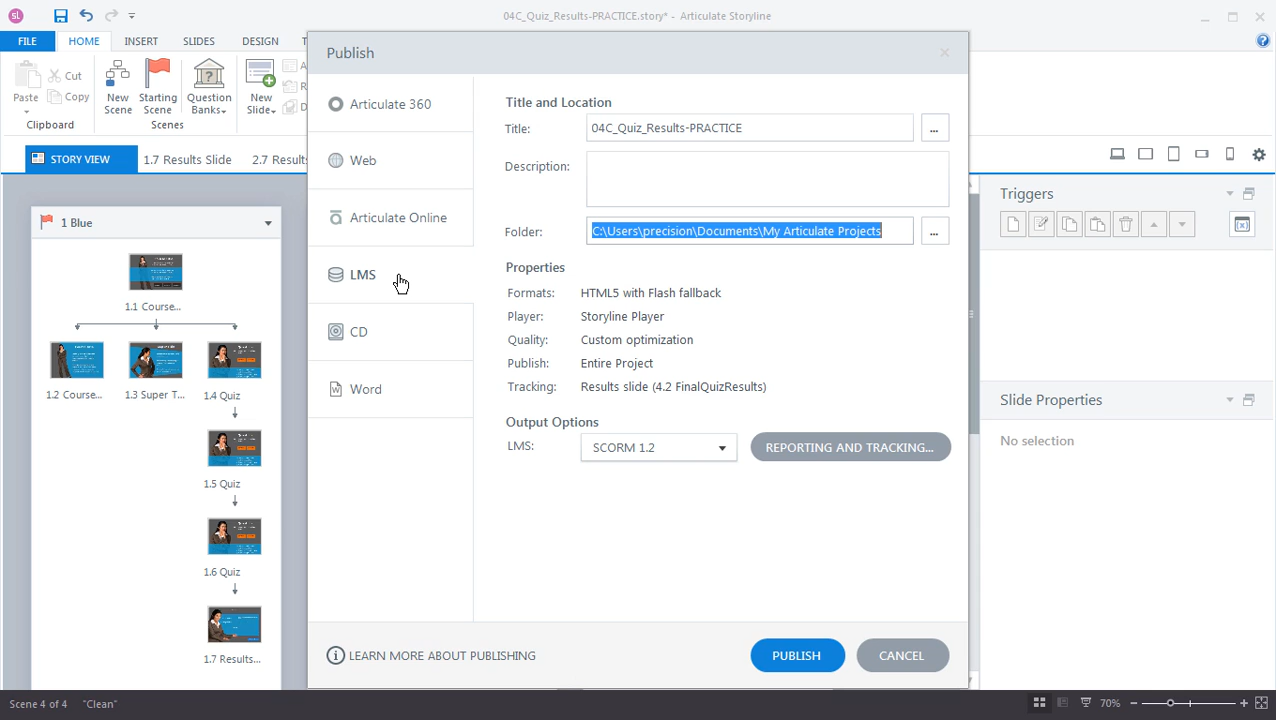 sl
04C_Quiz_Results-PRACTICE.story* - Articulate Storyline
FILE HOME INSERT SLIDES DESIGN T
Paste
Cut
Copy
Clipboard
New Scene
Starting Scene
Question Banks
Scenes
New Slide
STORY VIEW 1.7 Results Slide 2.7 Result
1 Blue
1.1 Course...
1.2 Course... 1.3 Super T... 1.4 Quiz
1.5 Quiz
1.6 Quiz
1.7 Results...
Publish
Articulate 360
Web
Articulate Online
LMS
CD
Word
Title and Location
Title: 04C_Quiz_Results-PRACTICE ...
Description:
Folder: C:\Users\precision\Documents\My Articulate Projects ...
Properties
Formats: HTML5 with Flash fallback
Player: Storyline Player
Quality: Custom optimization
Publish: Entire Project
Tracking: Results slide (4.2 FinalQuizResults)
Output Options
LMS: SCORM 1.2 REPORTING AND TRACKING...
LEARN MORE ABOUT PUBLISHING PUBLISH CANCEL
Triggers
Slide Properties
No selection
Scene 4 of 4 "Clean" 70%